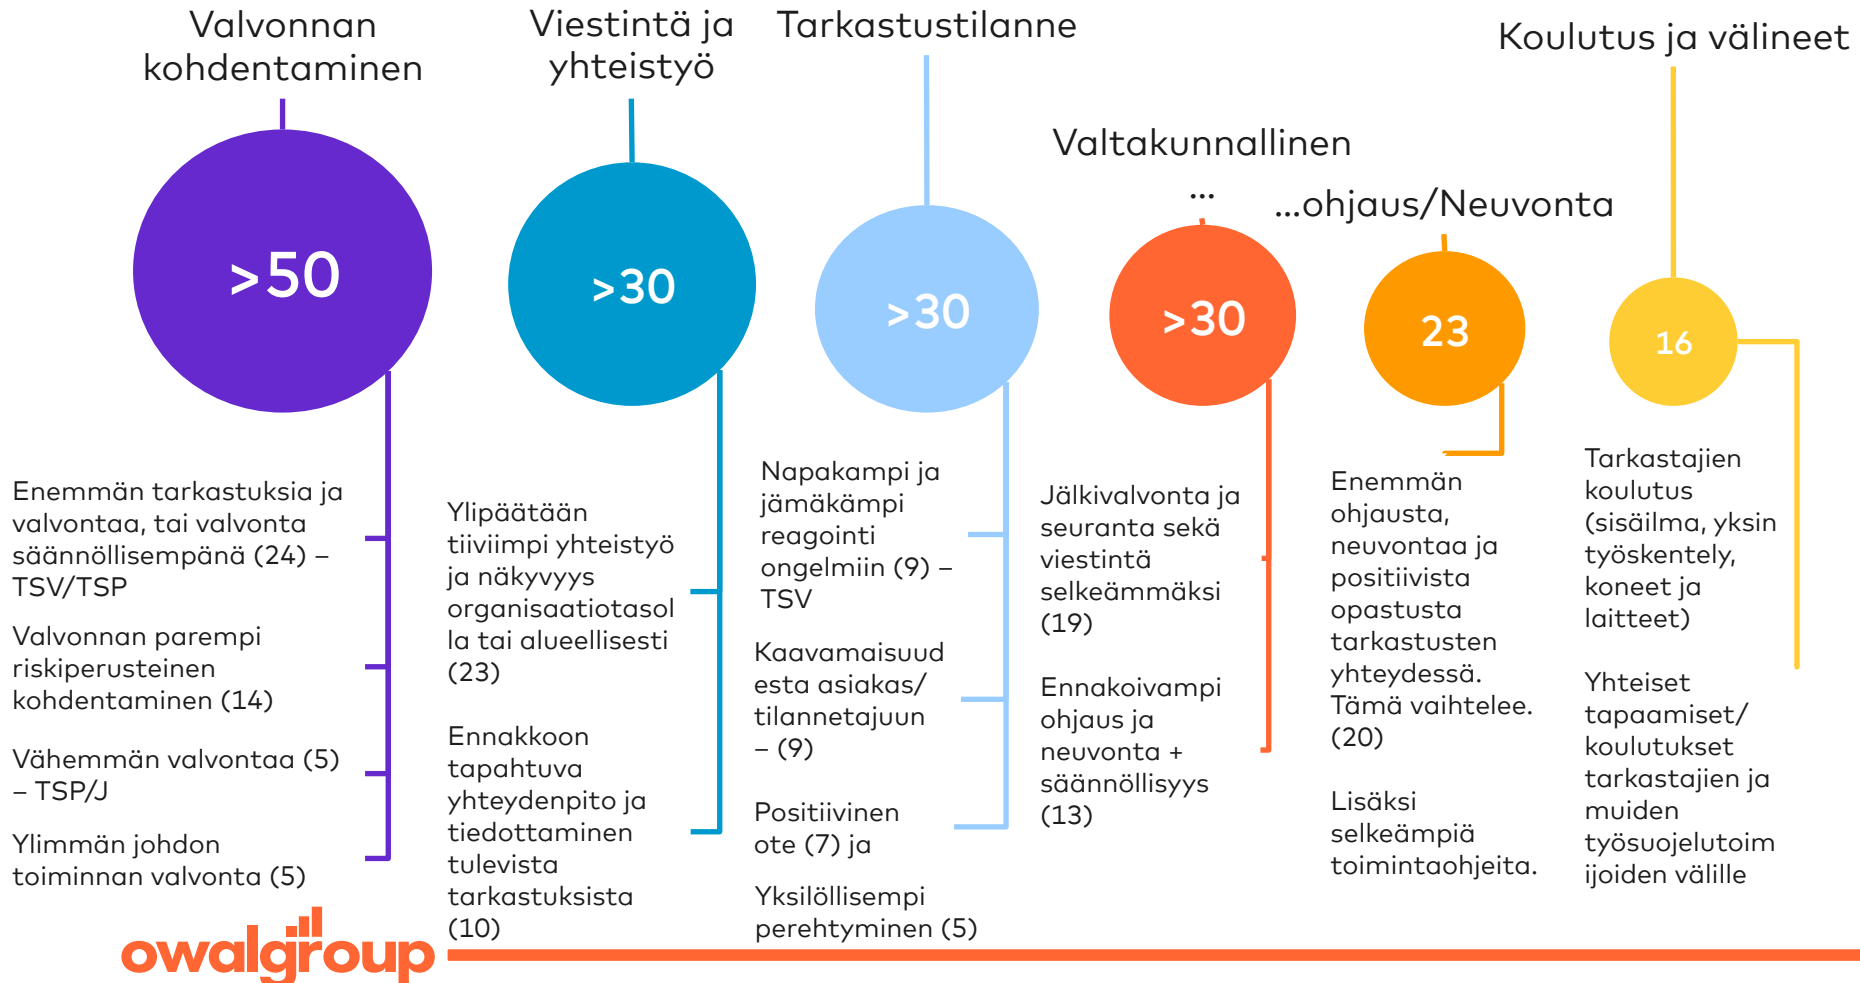 Valvonnan
kohdentaminen
>50
Enemmän tarkastuksia ja
valvontaa, tai valvonta
säännöllisempänä (24) –
TSV/TSP
Valvonnan parempi
riskiperusteinen
kohdentaminen (14)
Vähemmän valvontaa (5)
– TSP/J
Ylimmän johdon
toiminnan valvonta (5)
Viestintä ja
yhteistyö
>30
Ylipäätään
tiiviimpi yhteistyö
ja näkyvyys
organisaatiotasol
la tai alueellisesti
(23)
Ennakkoon
tapahtuva
yhteydenpito ja
tiedottaminen
tulevista
tarkastuksista
(10)
Tarkastustilanne
>30
Napakampi ja
jämäkämpi
reagointi
ongelmiin (9) –
TSV
Kaavamaisuud
esta asiakas/
tilannetajuun
– (9)
Positiivinen
ote (7) ja
Yksilöllisempi
perehtyminen (5)
Valtakunnallinen
...
>30
Jälkivalvonta ja
seuranta sekä
viestintä
selkeämmäksi
(19)
Ennakoivampi
ohjaus ja
neuvonta +
säännöllisyys
(13)
...ohjaus/Neuvonta
23
Enemmän
ohjausta,
neuvontaa ja
positiivista
opastusta
tarkastusten
yhteydessä.
Tämä vaihtelee.
(20)
Lisäksi
selkeämpiä
toimintaohjeita.
Koulutus ja välineet
16
Tarkastajien
koulutus
(sisäilma, yksin
työskentely,
koneet ja
laitteet)
Yhteiset
tapaamiset/
koulutukset
tarkastajien ja
muiden
työsuojelutoim
ijoiden välille
owalgroup